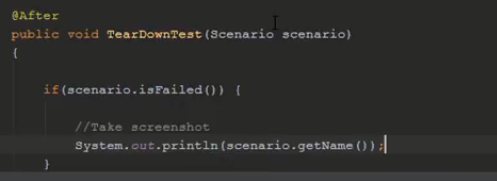 @After
public void TearDownTest(Scenario scenario)
{
if(scenario.isFailed()) {
//Take screenshot
System.out.println(scenario.getName());
}